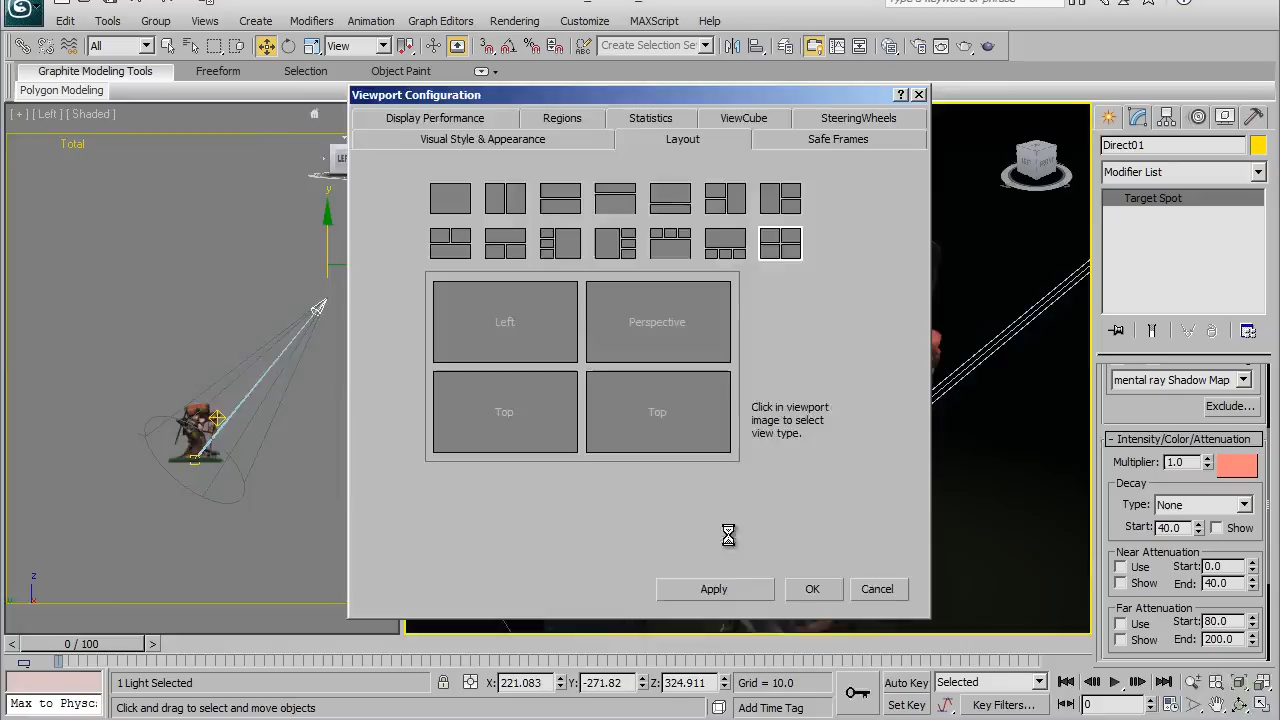 Edit Tools Group Views Create Modifiers Animation Graph Editors Rendering Customize MAXScript Help
All View Create Selection Se
Graphite Modeling Tools Freeform Selection Object Paint
Polygon Modeling
Viewport Configuration
[ + ] [ Left ] [ Shaded ]
Total
y
z
Display Performance Regions Statistics ViewCube SteeringWheels
Visual Style & Appearance Layout Safe Frames
Left Perspective
Top Top
Click in viewport
image to select
view type.
Apply OK Cancel
Direct01
Modifier List
Target Spot
mental ray Shadow Map
Exclude...
- Intensity/Color/Attenuation
Multiplier: 1.0
Decay
Type: None
Start: 40.0 Show
Near Attenuation
Use Start: 0.0
Show End: 40.0
Far Attenuation
Use Start: 80.0
Show End: 200.0
< 0 / 100 >
1 Light Selected X: 221.083 Y: -271.82 Z: 324.911 Grid = 10.0 Auto Key Selected
Max to Physc Click and drag to select and move objects Add Time Tag Set Key Key Filters... 0